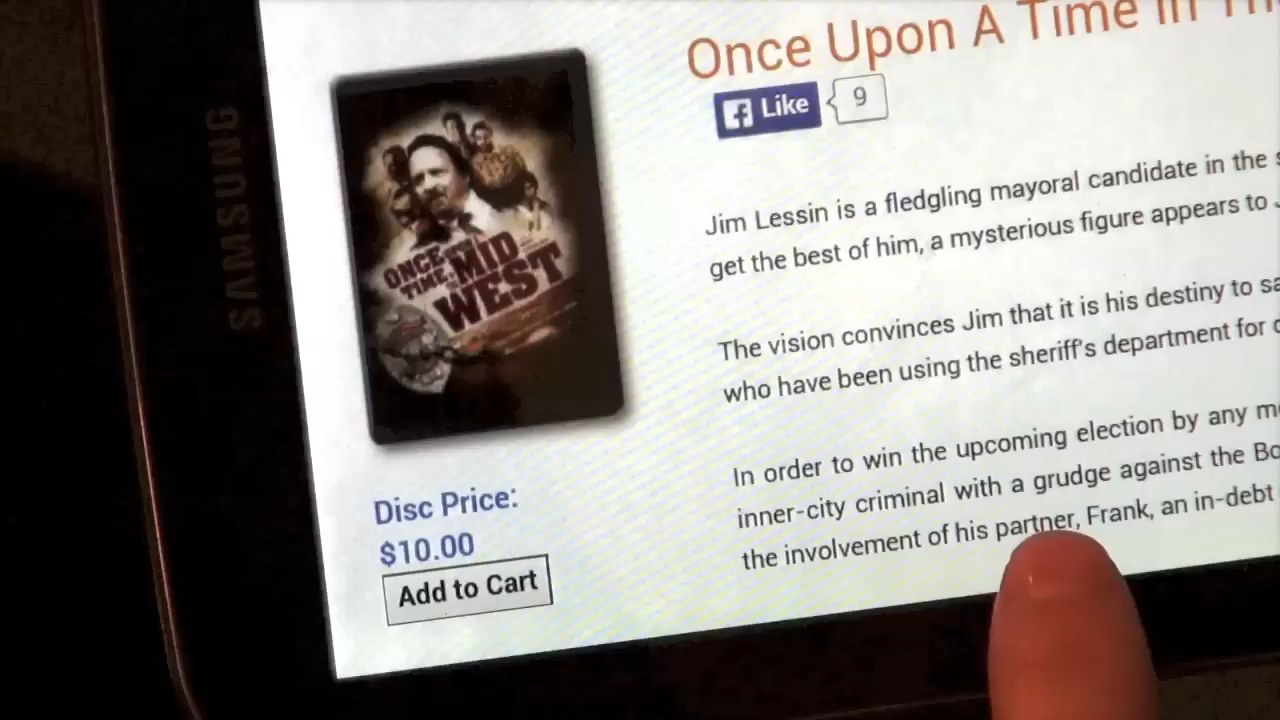 SAMSUNG
Once Upon A Time In Th
Like
9
ONCE
TIME
MID
WEST
Jim Lessin is a fledgling mayoral candidate in the s
get the best of him, a mysterious figure appears to J
The vision convinces Jim that it is his destiny to sa
who have been using the sheriff's department for
In order to win the upcoming election by any m
inner-city criminal with a grudge against the Bo
the involvement of his partner, Frank, an in-debt
Disc Price:
$10.00
Add to Cart